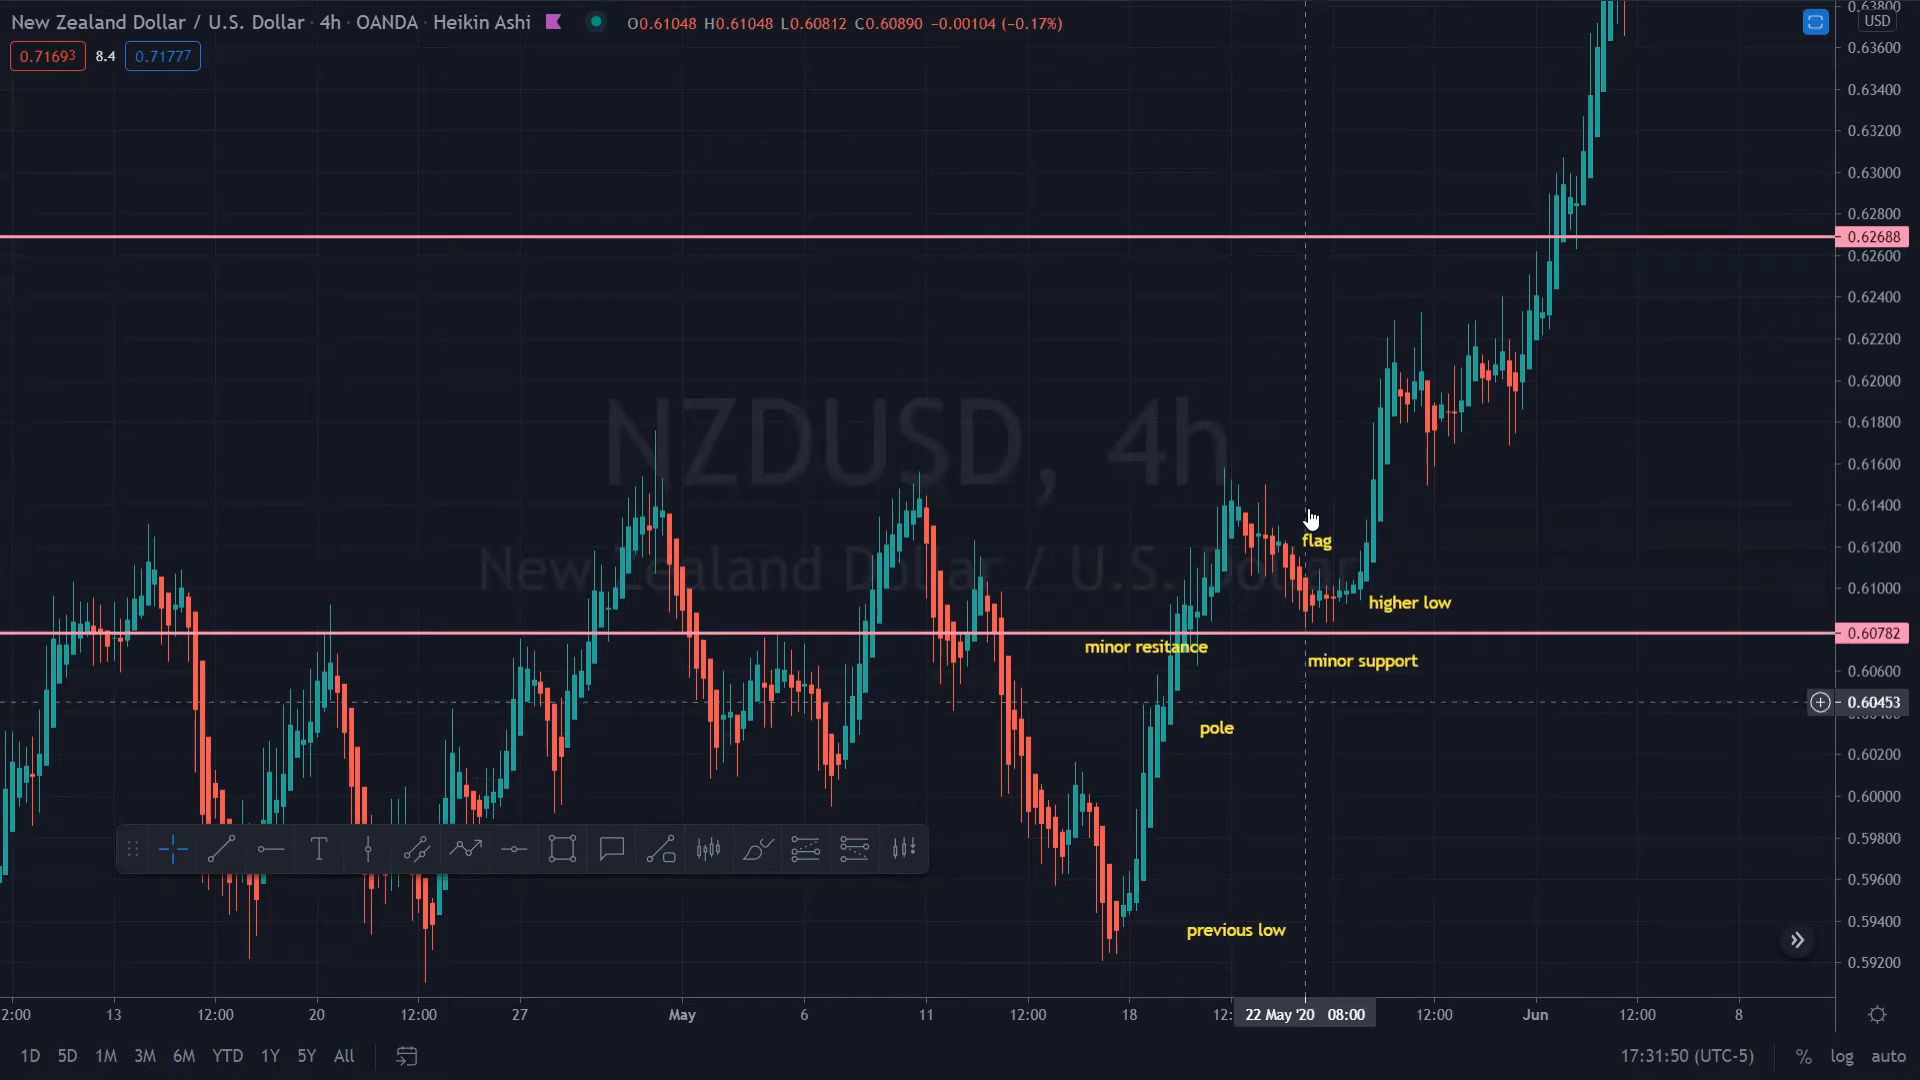 New Zealand Dollar / U.S. Dollar · 4h · OANDA · Heikin Ashi O0.61048 H0.61048 L0.60812 C0.60890 −0.00104 (−0.17%)
0.71693 8.4 0.71777
USD
0.63800
0.63600
0.63400
0.63200
0.63000
0.62800
0.62688
0.62600
0.62400
0.62200
0.62000
0.61800
0.61600
0.61400
0.61200
0.61000
0.60782
0.60600
0.60453
0.60200
0.60000
0.59800
0.59600
0.59400
0.59200
NZDUSD, 4h
New Zealand Dollar / U.S. Dollar
flag
higher low
minor resitance
minor support
pole
previous low
2:00 13 12:00 20 12:00 27 May 6 11 12:00 18 12: 22 May '20 08:00 12:00 Jun 12:00 8
1D 5D 1M 3M 6M YTD 1Y 5Y All 17:31:50 (UTC-5) % log auto